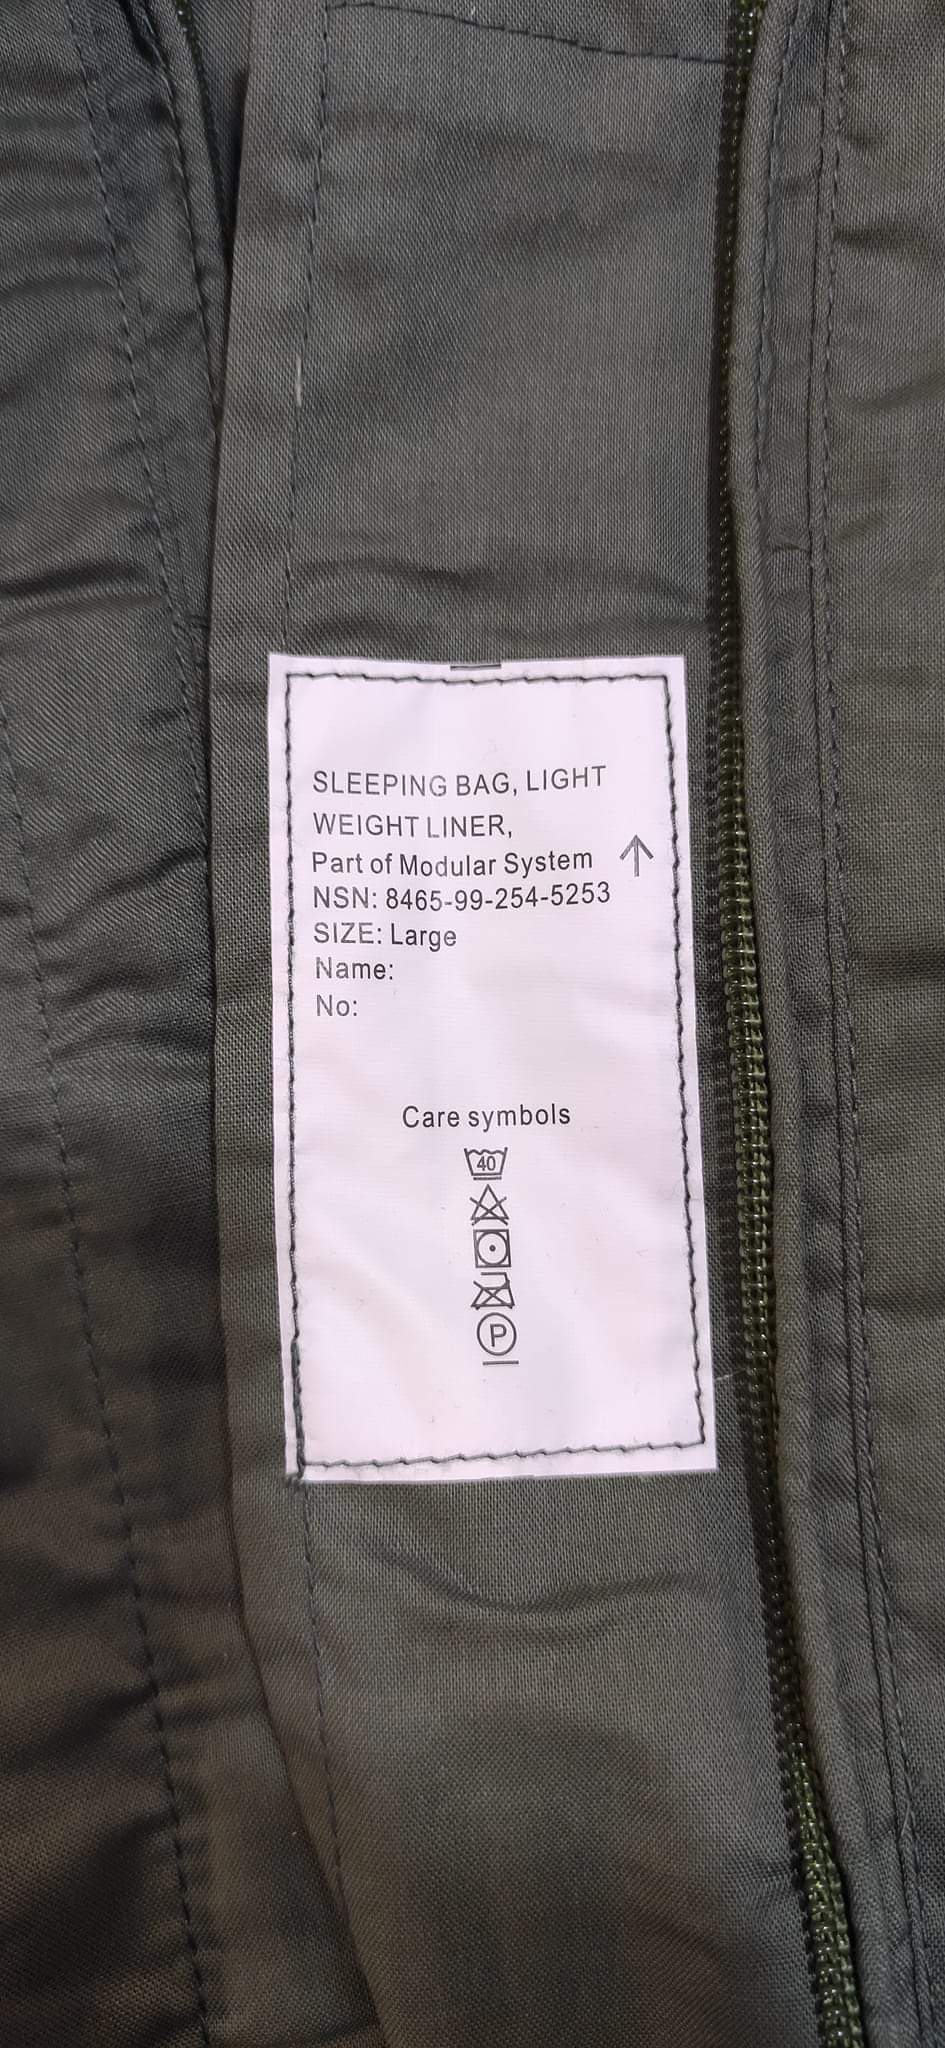 SLEEPING BAG, LIGHT
WEIGHT LINER,
Part of Modular System
NSN: 8465-99-254-5253
SIZE: Large
Name:
No:
Care symbols
40
P